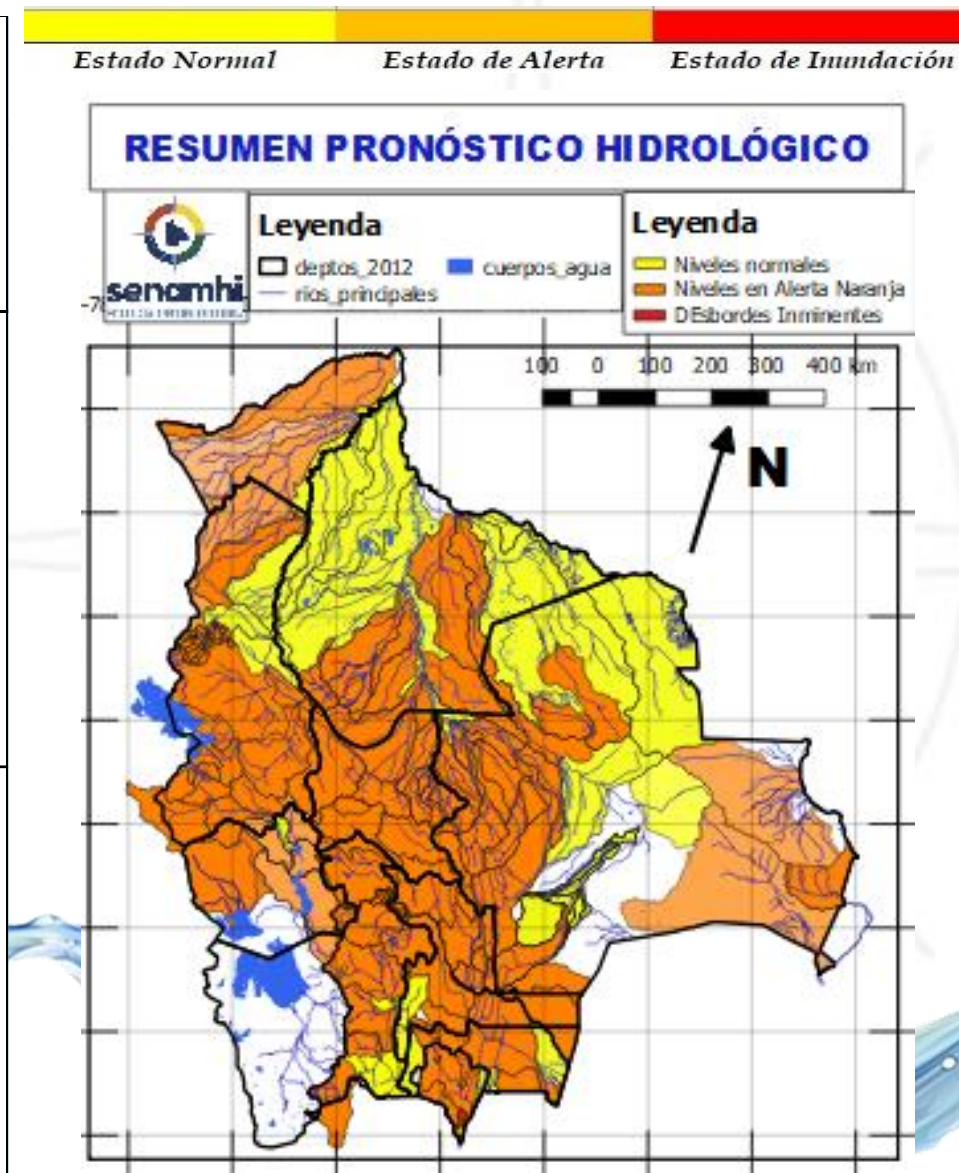 Estado Normal Estado de Alerta Estado de Inundación
RESUMEN PRONÓSTICO HIDROLÓGICO
senamhi
Leyenda
deptos_2012 cuerpos_agua
rios_principales
Leyenda
Niveles normales
Niveles en Alerta Naranja
DEsbordes Inminentes
100 0 100 200 300 400 km
N